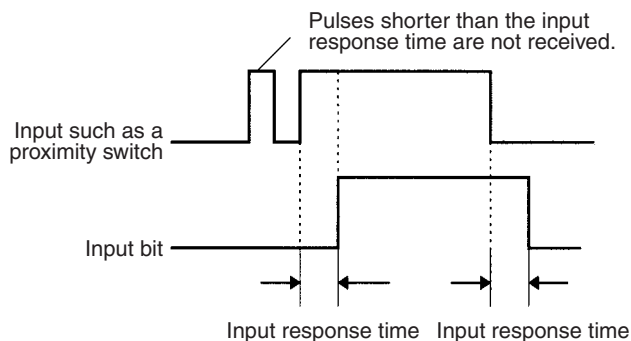 Pulses shorter than the input
response time are not received.
Input such as a
proximity switch
Input bit
Input response time
Input response time